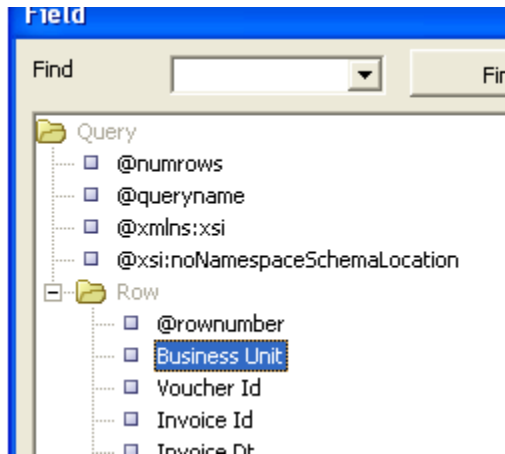 Field
Find
Query
@numrows
@queryname
@xmlns:xsi
@xsi:noNamespaceSchemaLocation
Row
@rownumber
Business Unit
Voucher Id
Invoice Id
Invoice Dt